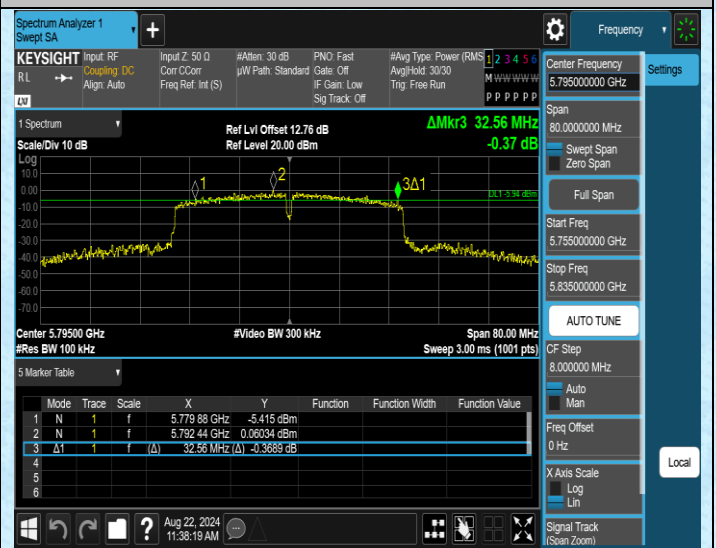 Spectrum Analyzer 1
Swept SA
+
Frequency
KEYSIGHT
RL
LXI
Input: RF
Coupling: DC
Align: Auto
Input Z: 50 Ω
Corr CCorr
Freq Ref: Int (S)
#Atten: 30 dB
µW Path: Standard
PNO: Fast
Gate: Off
IF Gain: Low
Sig Track: Off
#Avg Type: Power (RMS
Avg|Hold: 30/30
Trig: Free Run
1 2 3 4 5 6
M W W W W W
P P P P P P
Center Frequency
5.795000000 GHz
Settings
Span
80.0000000 MHz
Swept Span
Zero Span
Full Span
Start Freq
5.755000000 GHz
Stop Freq
5.835000000 GHz
AUTO TUNE
CF Step
8.000000 MHz
Auto
Man
Freq Offset
0 Hz
X Axis Scale
Log
Lin
Signal Track
(Span Zoom)
Local
1 Spectrum
Scale/Div 10 dB
Ref Lvl Offset 12.76 dB
Ref Level 20.00 dBm
ΔMkr3 32.56 MHz
-0.37 dB
Log
10.0
0.00
-10.0
-20.0
-30.0
-40.0
-50.0
-60.0
-70.0
1
2
3Δ1
DL1 -5.94 dBm
Center 5.79500 GHz
#Video BW 300 kHz
Span 80.00 MHz
#Res BW 100 kHz
Sweep 3.00 ms (1001 pts)
5 Marker Table
Mode Trace Scale X Y Function Function Width Function Value
1 N 1 f 5.779 88 GHz -5.415 dBm
2 N 1 f 5.792 44 GHz 0.06034 dBm
3 Δ1 1 f (Δ) 32.56 MHz (Δ) -0.3689 dB
4
5
6
?
Aug 22, 2024
11:38:19 AM